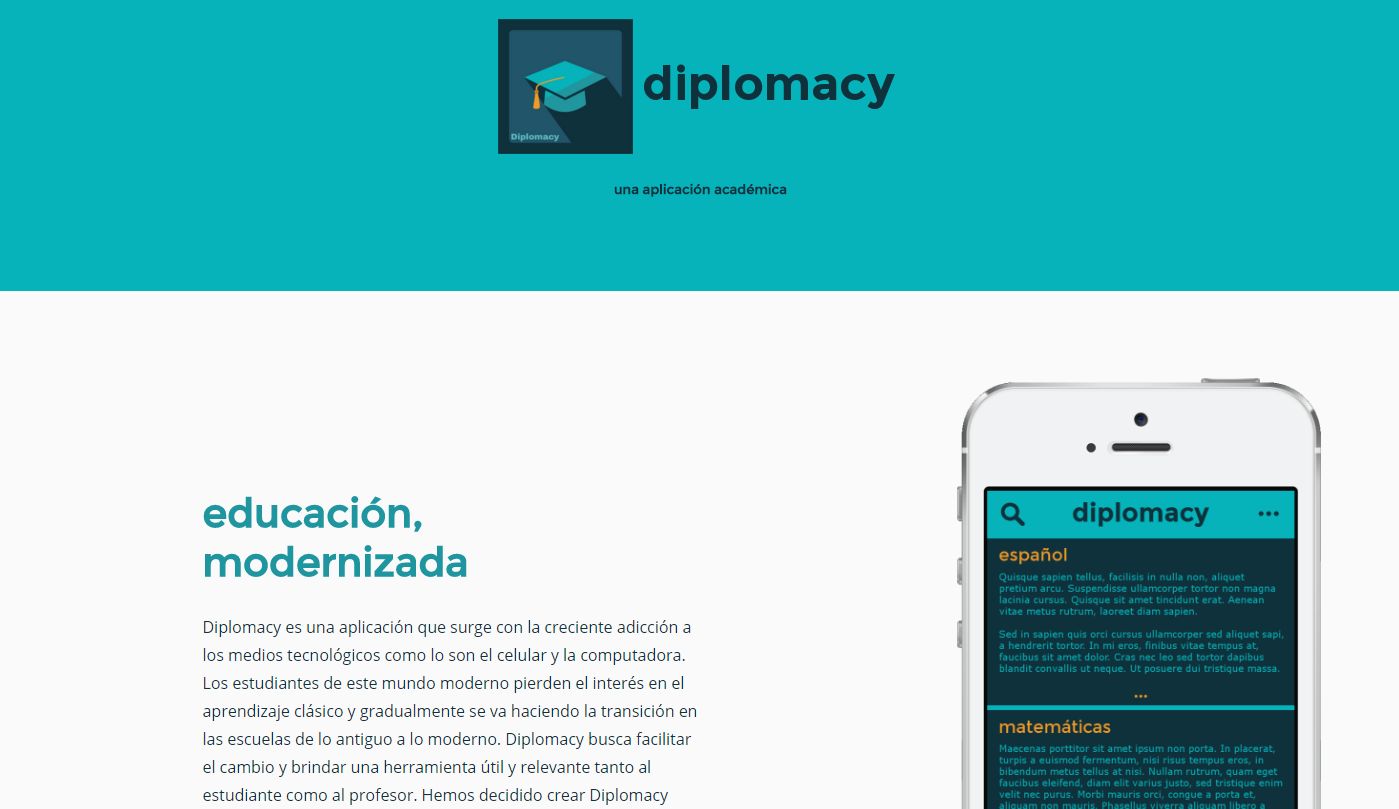 Diplomacy
diplomacy
una aplicación académica
educación,
modernizada
Diplomacy es una aplicación que surge con la creciente adicción a
los medios tecnológicos como lo son el celular y la computadora.
Los estudiantes de este mundo moderno pierden el interés en el
aprendizaje clásico y gradualmente se va haciendo la transición en
las escuelas de lo antiguo a lo moderno. Diplomacy busca facilitar
el cambio y brindar una herramienta útil y relevante tanto al
estudiante como al profesor. Hemos decidido crear Diplomacy
diplomacy
español
Quisque sapien tellus, facilisis in nulla non, aliquet
pretium arcu. Suspendisse ullamcorper tortor non magna
lacinia cursus. Quisque sit amet tincidunt erat. Aenean
vitae metus rutrum, laoreet diam sapien.
Sed in sapien quis orci cursus ullamcorper sed aliquet sapi,
a hendrerit tortor. In mi eros, finibus vitae tempus at,
faucibus sit amet dolor. Cras nec leo sed tortor dapibus
blandit convallis ut neque. Ut posuere dui tristique massa.
...
matemáticas
Maecenas porttitor sit amet ipsum non porta. In placerat,
turpis a euismod fermentum, nisi risus tempus eros, in
bibendum metus tellus at nisi. Nullam rutrum, quam eget
faucibus eleifend, diam elit varius justo, sed tristique enim
velit nec purus. Morbi mauris orci, congue a porta et,
aliquam non mauris. Phasellus viverra aliquam libero a